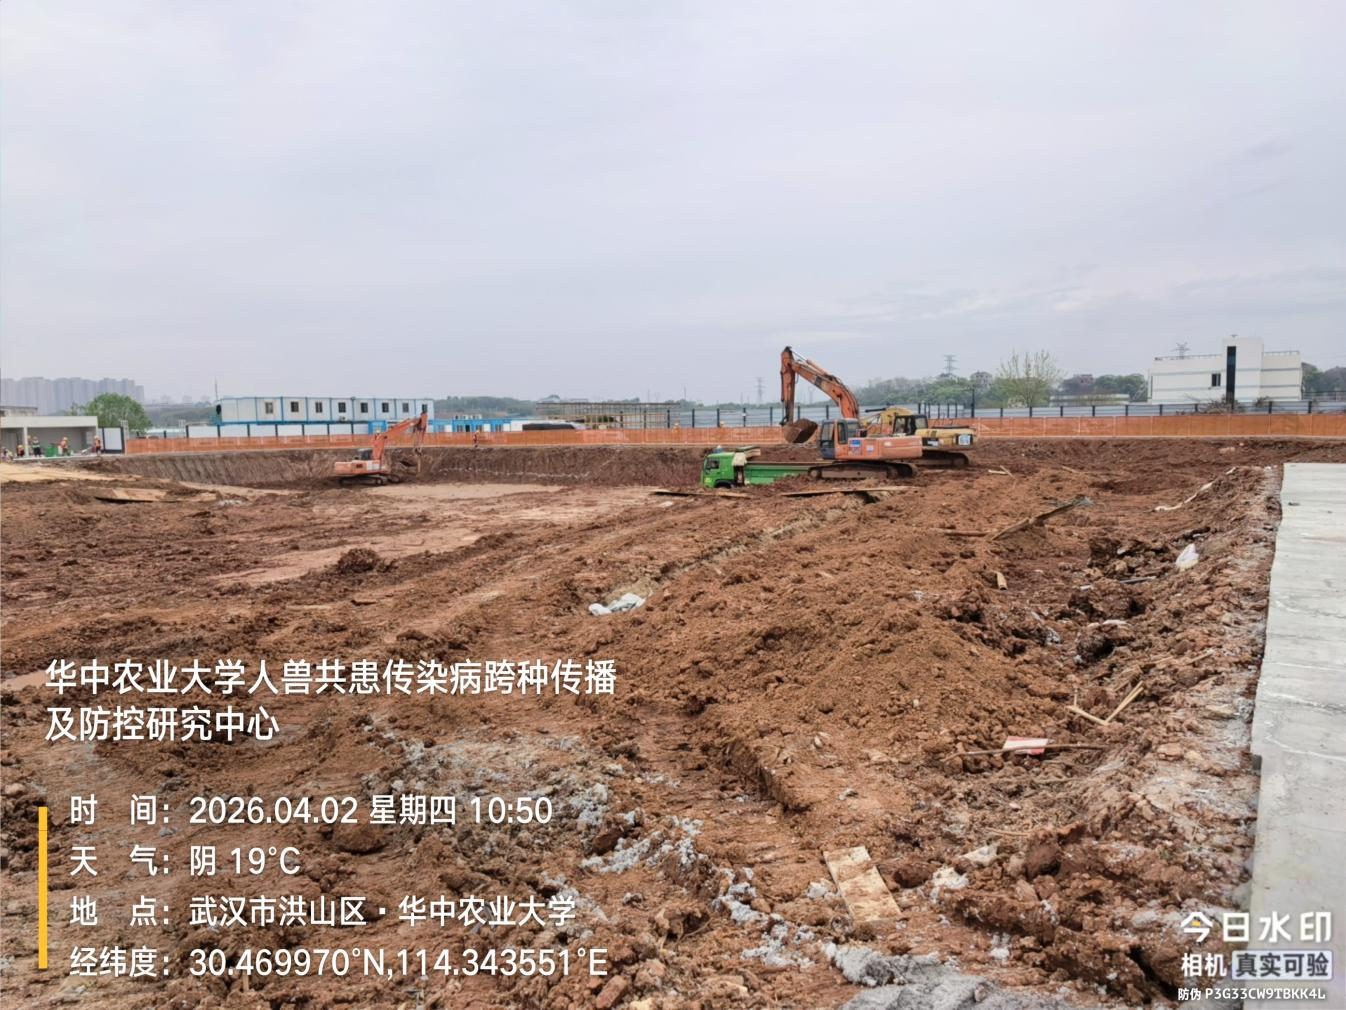 华中农业大学人兽共患传染病跨种传播
及防控研究中心
时 间：2026.04.02 星期四 10:50
天 气：阴 19°C
地 点：武汉市洪山区·华中农业大学
经纬度：30.469970°N,114.343551°E
今日水印
相机 真实可验
防伪 P3G33CW9TBKK4L